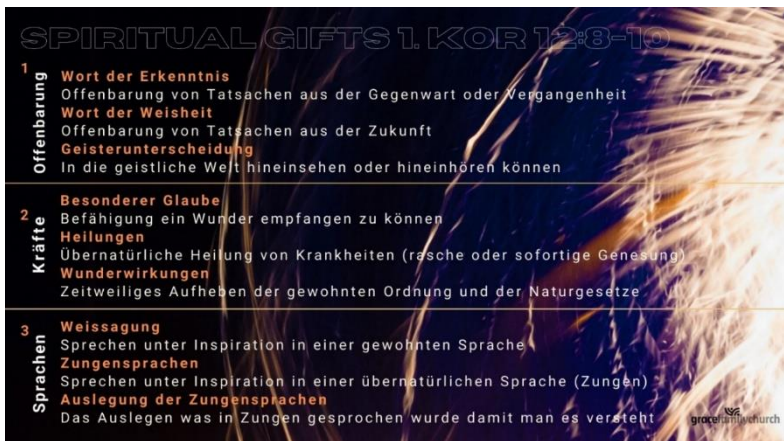 SPIRITUAL GIFTS 1. KOR 12:8-10
1
Offenbarung
Wort der Erkenntnis
Offenbarung von Tatsachen aus der Gegenwart oder Vergangenheit
Wort der Weisheit
Offenbarung von Tatsachen aus der Zukunft
Geisterunterscheidung
In die geistliche Welt hineinsehen oder hineinhören können
2
Kräfte
Besonderer Glaube
Befähigung ein Wunder empfangen zu können
Heilungen
Übernatürliche Heilung von Krankheiten (rasche oder sofortige Genesung)
Wunderwirkungen
Zeitweiliges Aufheben der gewohnten Ordnung und der Naturgesetze
3
Sprachen
Weissagung
Sprechen unter Inspiration in einer gewohnten Sprache
Zungensprachen
Sprechen unter Inspiration in einer übernatürlichen Sprache (Zungen)
Auslegung der Zungensprachen
Das Auslegen was in Zungen gesprochen wurde damit man es versteht
gracefamilychurch